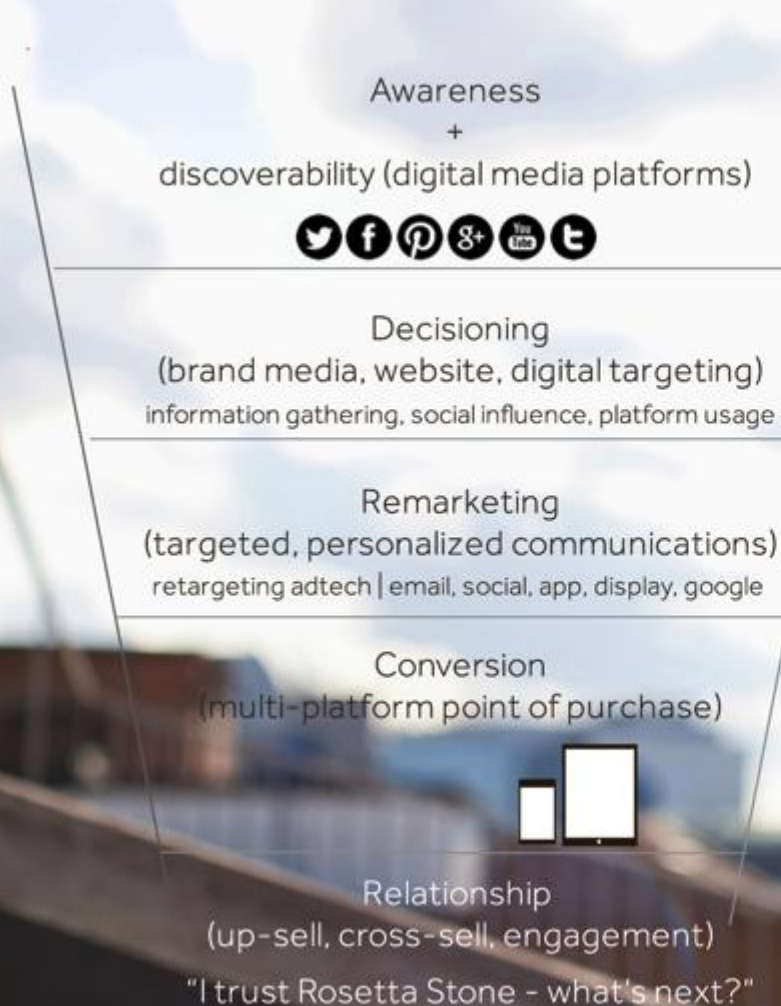 Awareness
+
discoverability (digital media platforms)
You Tube
Decisioning
(brand media, website, digital targeting)
information gathering, social influence, platform usage
Remarketing
(targeted, personalized communications)
retargeting adtech | email, social, app, display, google
Conversion
(multi-platform point of purchase)
Relationship
(up-sell, cross-sell, engagement)
"I trust Rosetta Stone - what's next?"